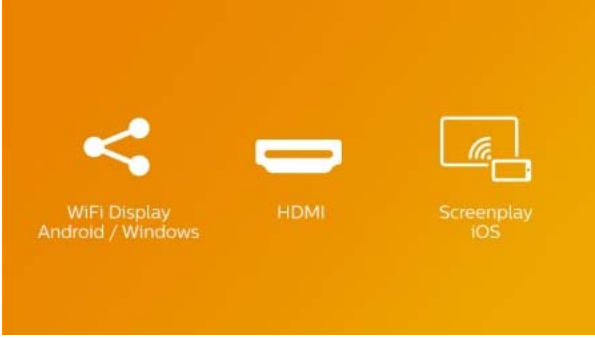 WiFi Display
Android / Windows
HDMI
Screenplay
iOS